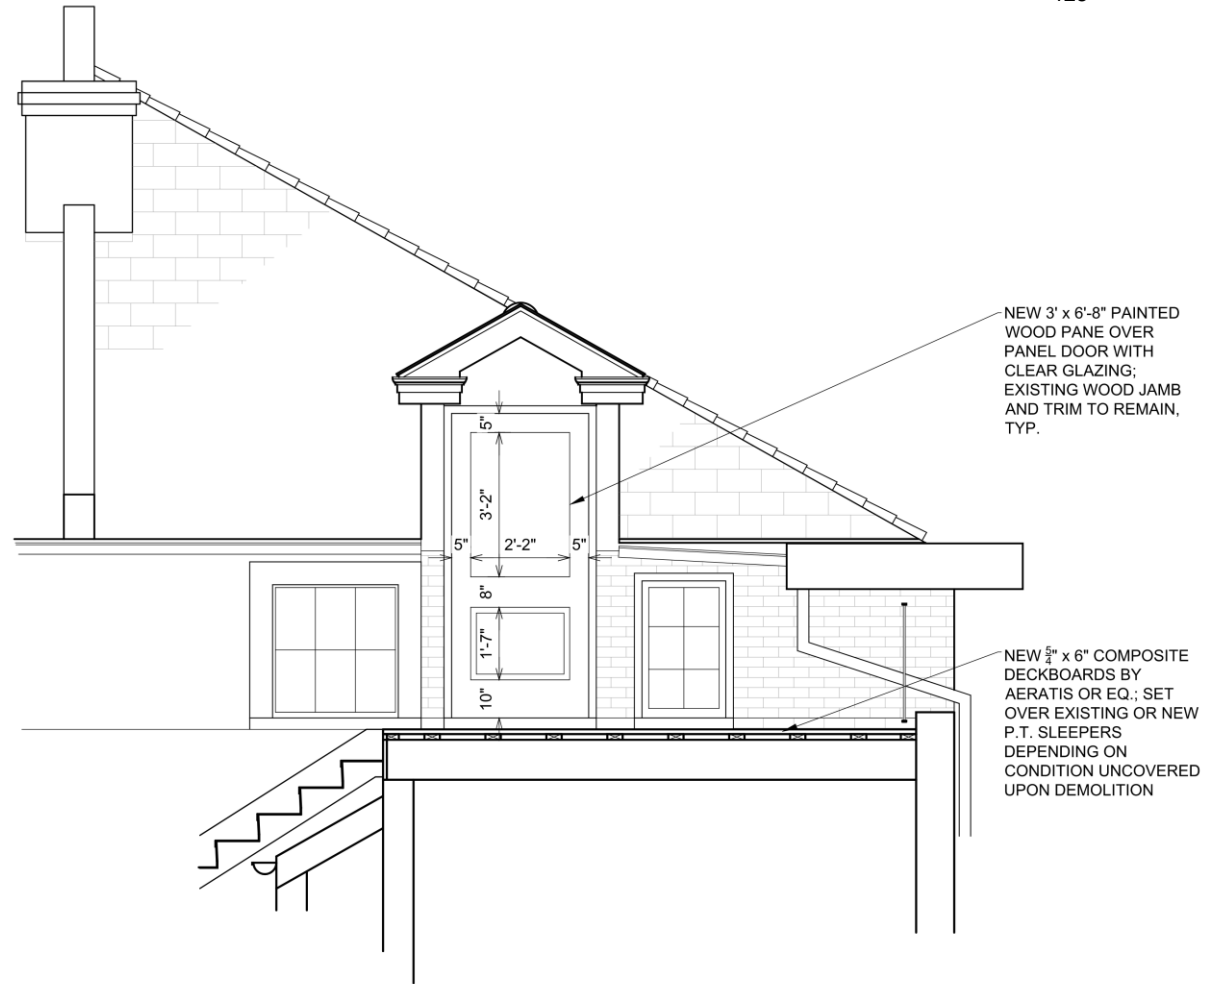 NEW 3' x 6'-8" PAINTED
WOOD PANE OVER
PANEL DOOR WITH
CLEAR GLAZING;
EXISTING WOOD JAMB
AND TRIM TO REMAIN,
TYP.
5"
3'-2"
5"
2'-2"
5"
8"
1'-7"
10"
NEW 5/4" x 6" COMPOSITE
DECKBOARDS BY
AERATIS OR EQ.; SET
OVER EXISTING OR NEW
P.T. SLEEPERS
DEPENDING ON
CONDITION UNCOVERED
UPON DEMOLITION